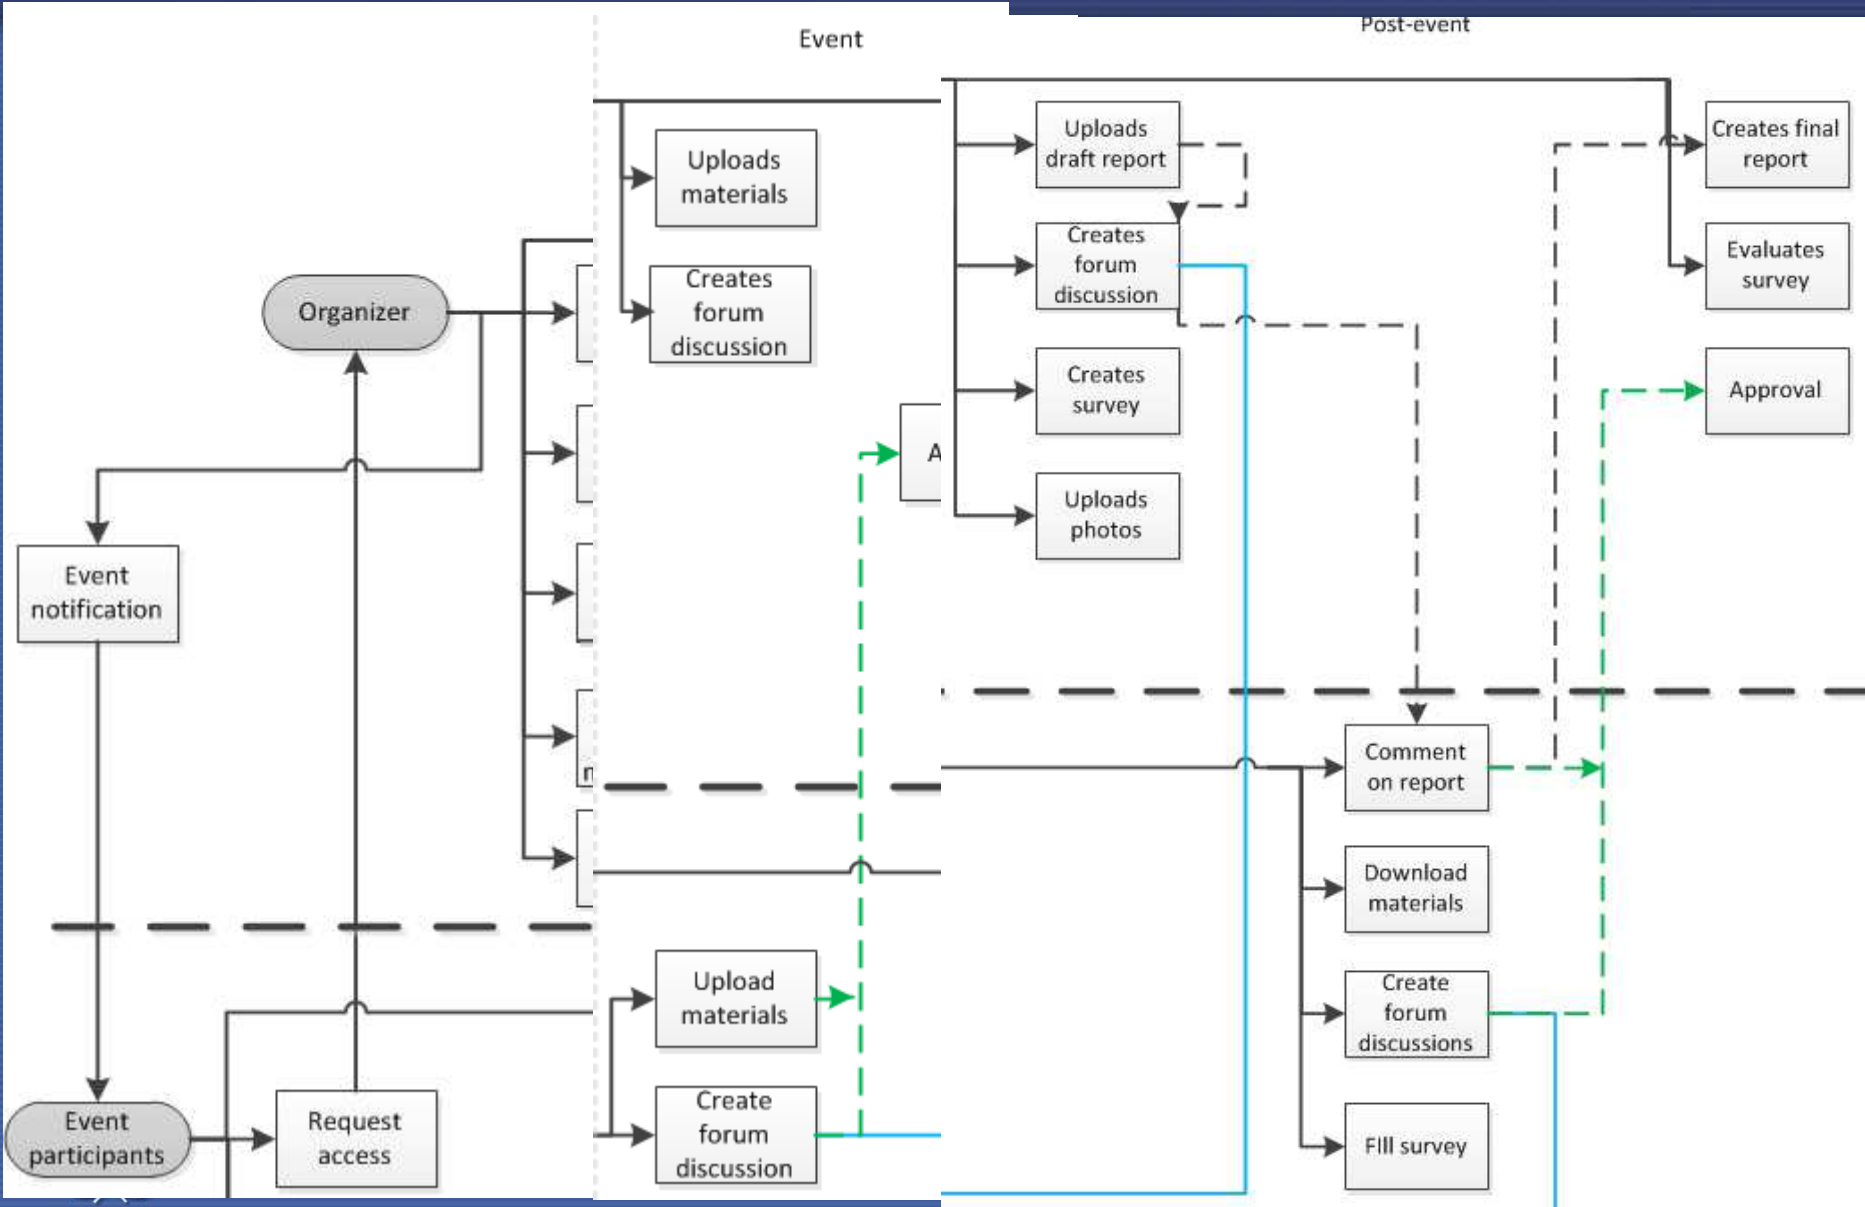 Event
Post-event
Organizer
Event
notification
Event
participants
Request
access
n
Uploads
materials
Creates
forum
discussion
A
Upload
materials
Create
forum
discussion
Uploads
draft report
Creates
forum
discussion
Creates
survey
Uploads
photos
Creates final
report
Evaluates
survey
Approval
Comment
on report
Download
materials
Create
forum
discussions
FIll survey